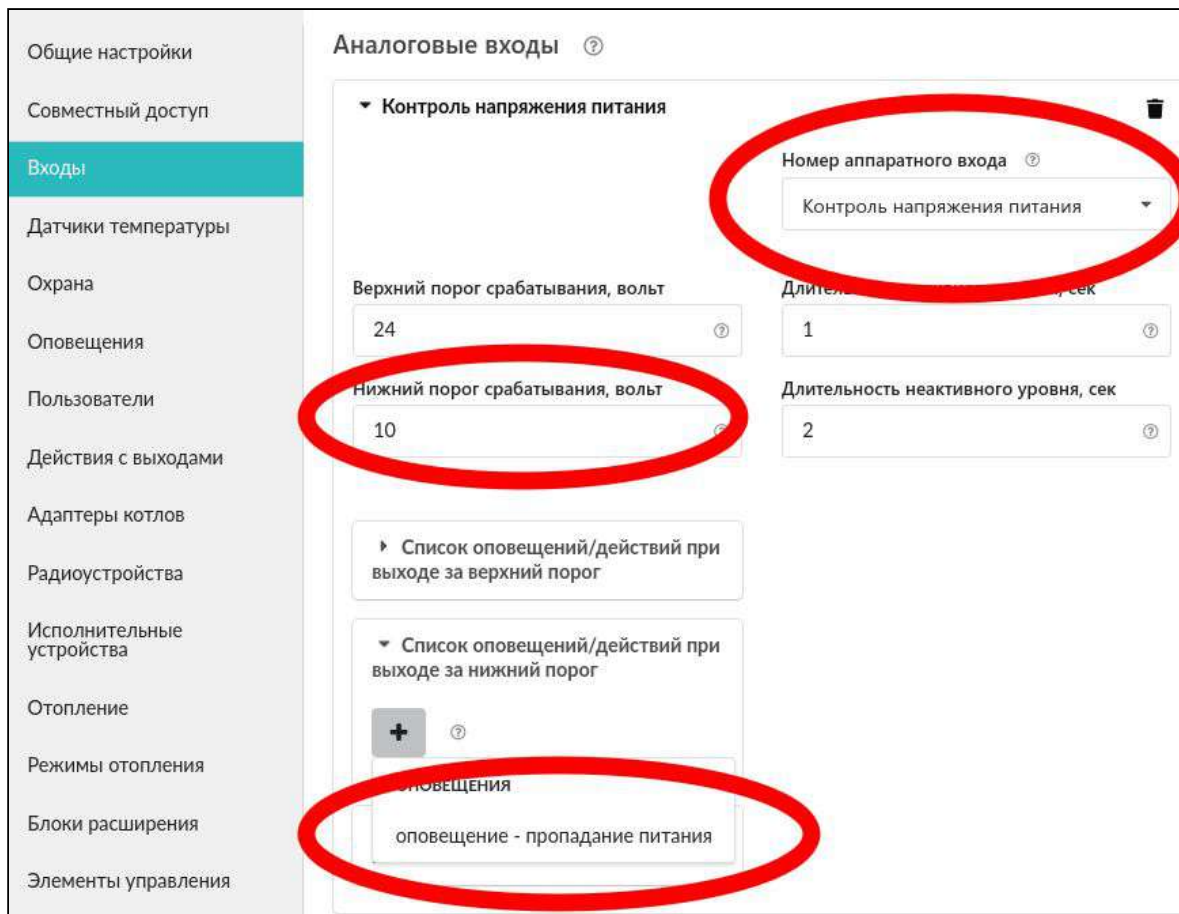 Общие настройки
Совместный доступ
Входы
Датчики температуры
Охрана
Оповещения
Пользователи
Действия с выходами
Адаптеры котлов
Радиоустройства
Исполнительные
устройства
Отопление
Режимы отопления
Блоки расширения
Элементы управления
Аналоговые входы
Контроль напряжения питания
Номер аппаратного входа
Контроль напряжения питания
Верхний порог срабатывания, вольт
24
сек
1
Нижний порог срабатывания, вольт
10
Длительность неактивного уровня, сек
2
Список оповещений/действий при
выходе за верхний порог
Список оповещений/действий при
выходе за нижний порог
+
оповещение - пропадание питания